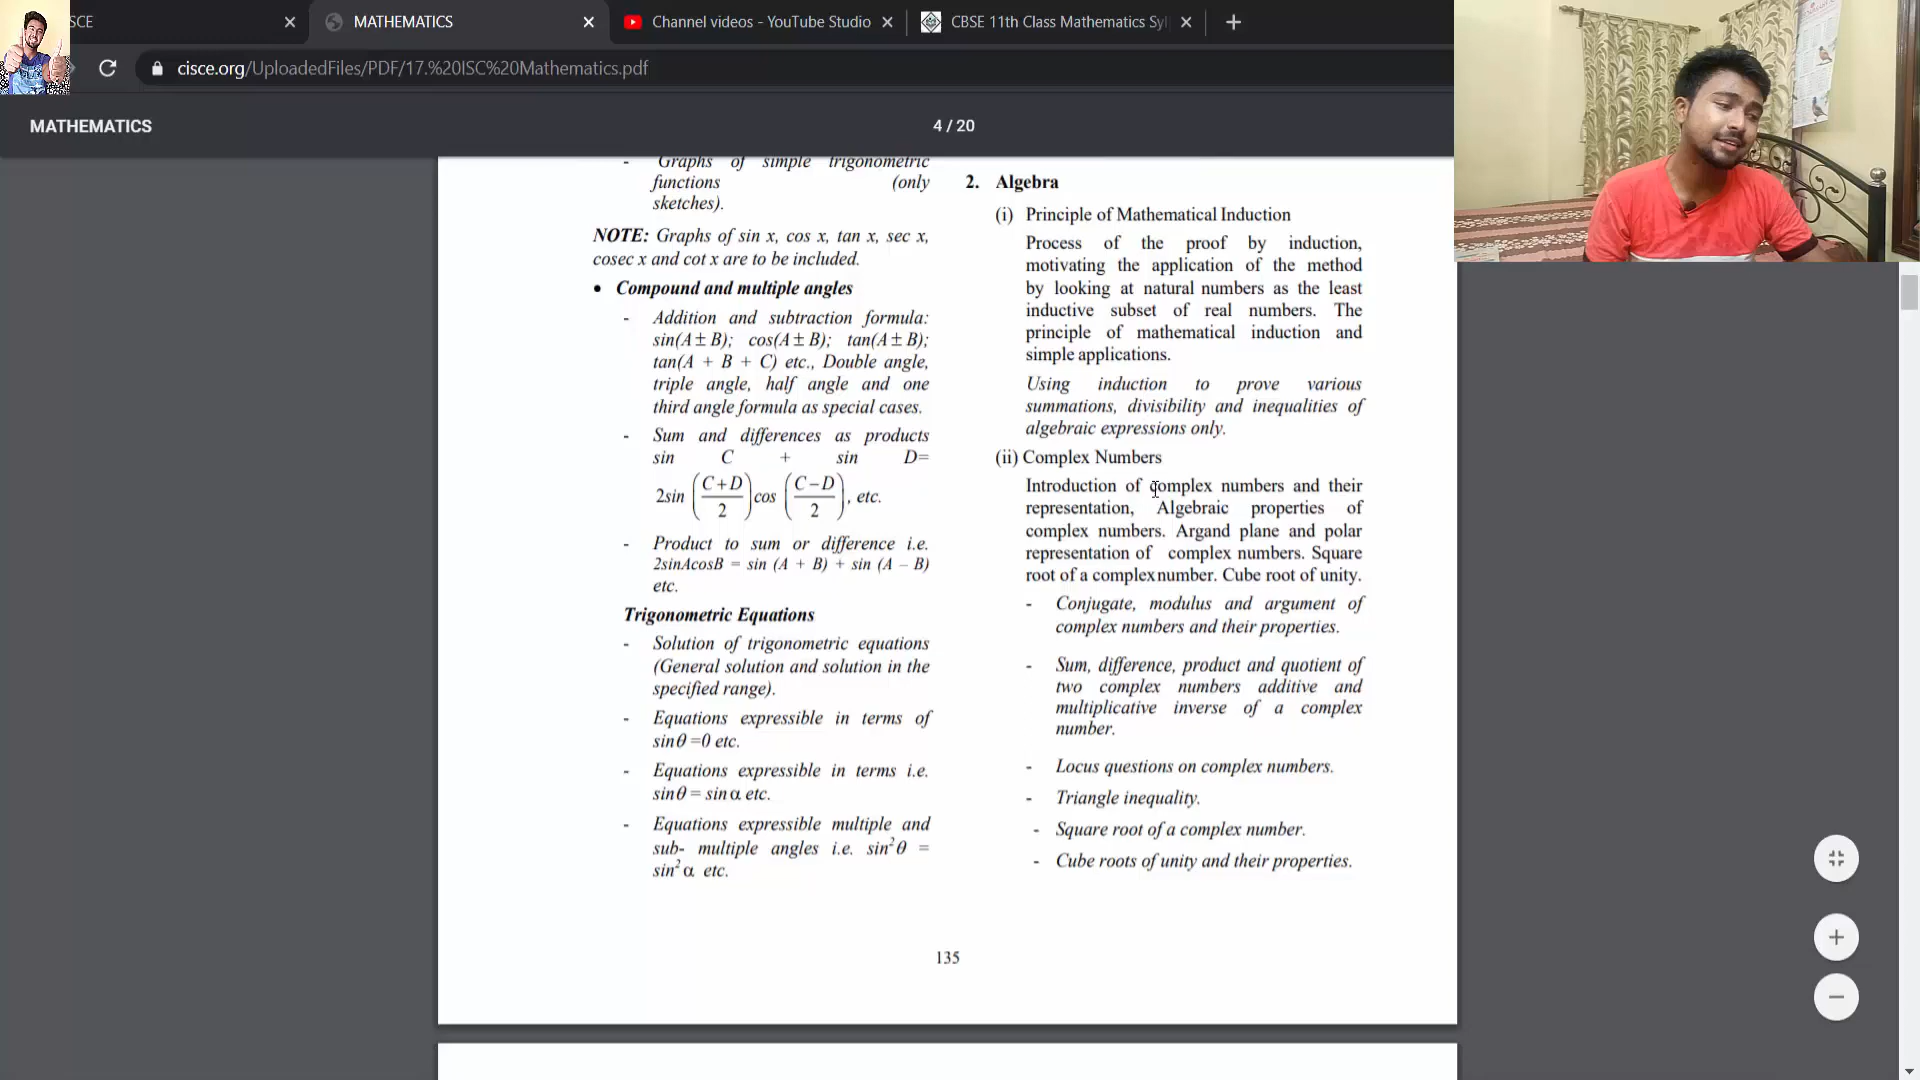 SCE
MATHEMATICS
Channel videos - YouTube Studio
CBSE 11th Class Mathematics Syl
cisce.org/UploadedFiles/PDF/17.%20ISC%20Mathematics.pdf
MATHEMATICS
4 / 20
- Graphs of simple trigonometric
functions (only
sketches).
NOTE: Graphs of sin x, cos x, tan x, sec x,
cosec x and cot x are to be included.
• Compound and multiple angles
- Addition and subtraction formula:
sin(A ± B); cos(A ± B); tan(A ± B);
tan(A + B + C) etc., Double angle,
triple angle, half angle and one
third angle formula as special cases.
- Sum and differences as products
sin C + sin D=
2sin ((C+D)/2) cos ((C−D)/2), etc.
- Product to sum or difference i.e.
2sinAcosB = sin (A + B) + sin (A – B)
etc.
Trigonometric Equations
- Solution of trigonometric equations
(General solution and solution in the
specified range).
- Equations expressible in terms of
sinθ =0 etc.
- Equations expressible in terms i.e.
sinθ = sin α etc.
- Equations expressible multiple and
sub- multiple angles i.e. sin²θ =
sin² α etc.
2. Algebra
(i) Principle of Mathematical Induction
Process of the proof by induction,
motivating the application of the method
by looking at natural numbers as the least
inductive subset of real numbers. The
principle of mathematical induction and
simple applications.
Using induction to prove various
summations, divisibility and inequalities of
algebraic expressions only.
(ii) Complex Numbers
Introduction of complex numbers and their
representation, Algebraic properties of
complex numbers. Argand plane and polar
representation of complex numbers. Square
root of a complex number. Cube root of unity.
- Conjugate, modulus and argument of
complex numbers and their properties.
- Sum, difference, product and quotient of
two complex numbers additive and
multiplicative inverse of a complex
number.
- Locus questions on complex numbers.
- Triangle inequality.
- Square root of a complex number.
- Cube roots of unity and their properties.
135